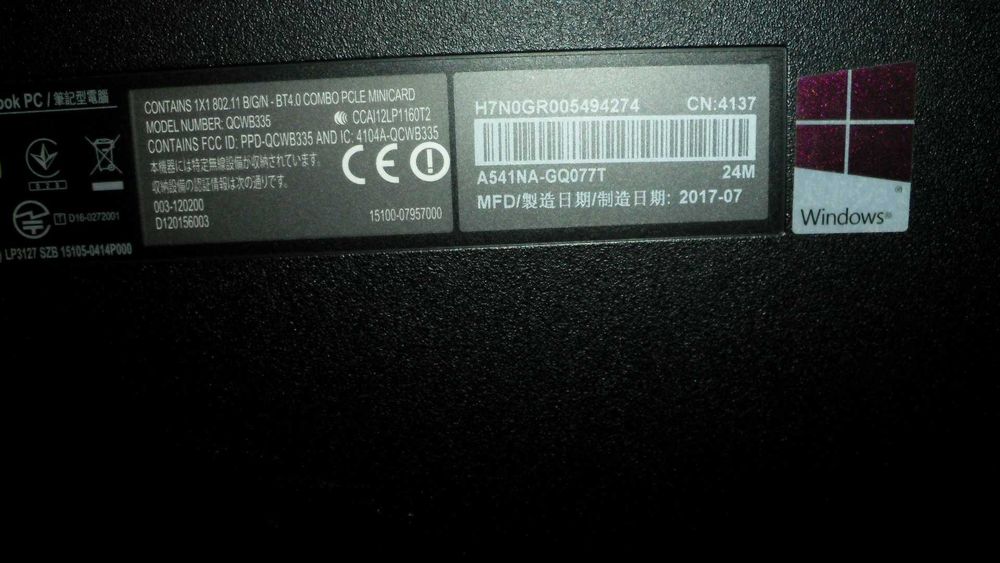 ook PC / 筆記型電腦
D16-0272001
LP3127 SZB 15105-0414P000
CONTAINS 1X1 802.11 B/G/N - BT4.0 COMBO PCLE MINICARD
MODEL NUMBER: QCWB335 CCAI12LP1160T2
CONTAINS FCC ID: PPD-QCWB335 AND IC: 4104A-QCWB335
本機器には特定無線設備が収納されています.
収納設備の認証情報は次の通りです.
003-120200
D120156003
15100-07957000
CE
H7N0GR005494274 CN:4137
A541NA-GQ077T 24M
MFD/製造日期/制造日期: 2017-07
Windows®